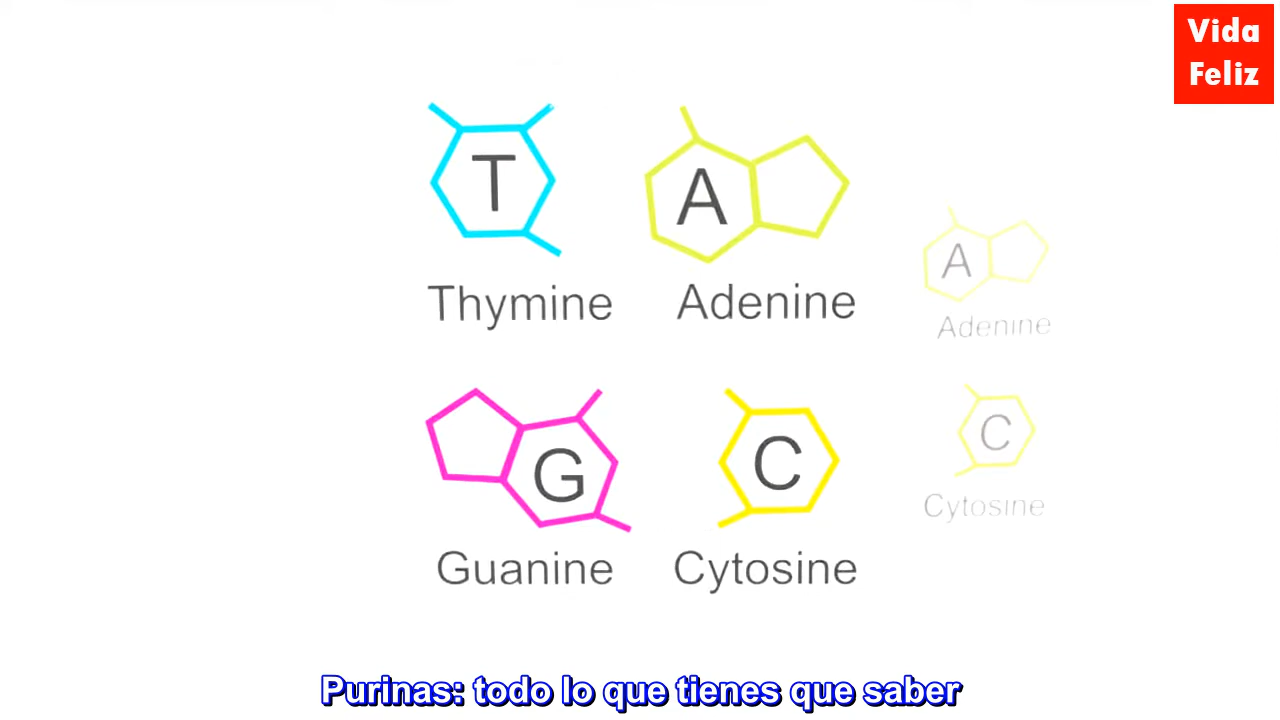 Vida
Feliz
T
A
Thymine
Adenine
A
Adenine
G
C
Guanine
Cytosine
C
Cytosine
Purinas: todo lo que tienes que saber